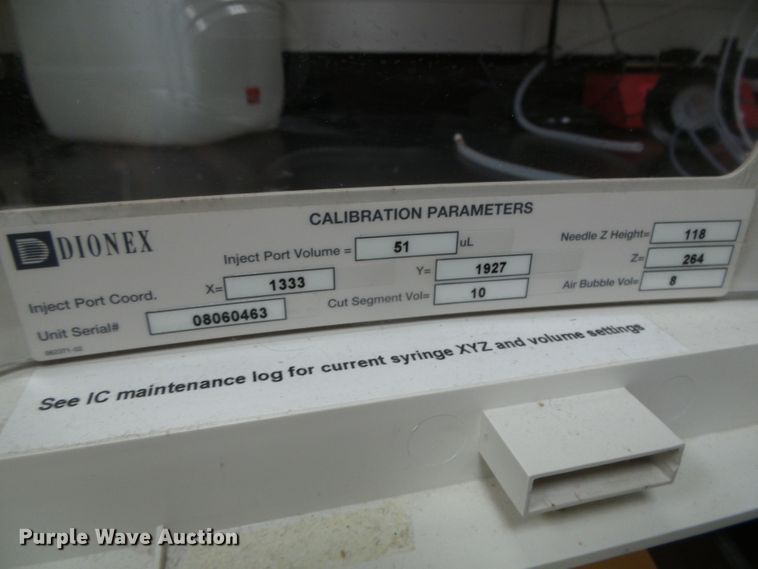 CALIBRATION PARAMETERS
DIONEX
Inject Port Volume = 51 uL
Needle Z Height= 118
Inject Port Coord. X= 1333 Y= 1927 Z= 264
Unit Serial# 08060463 Cut Segment Vol= 10 Air Bubble Vol= 8
062371-02
See IC maintenance log for current syringe XYZ and volume settings
Purple Wave Auction